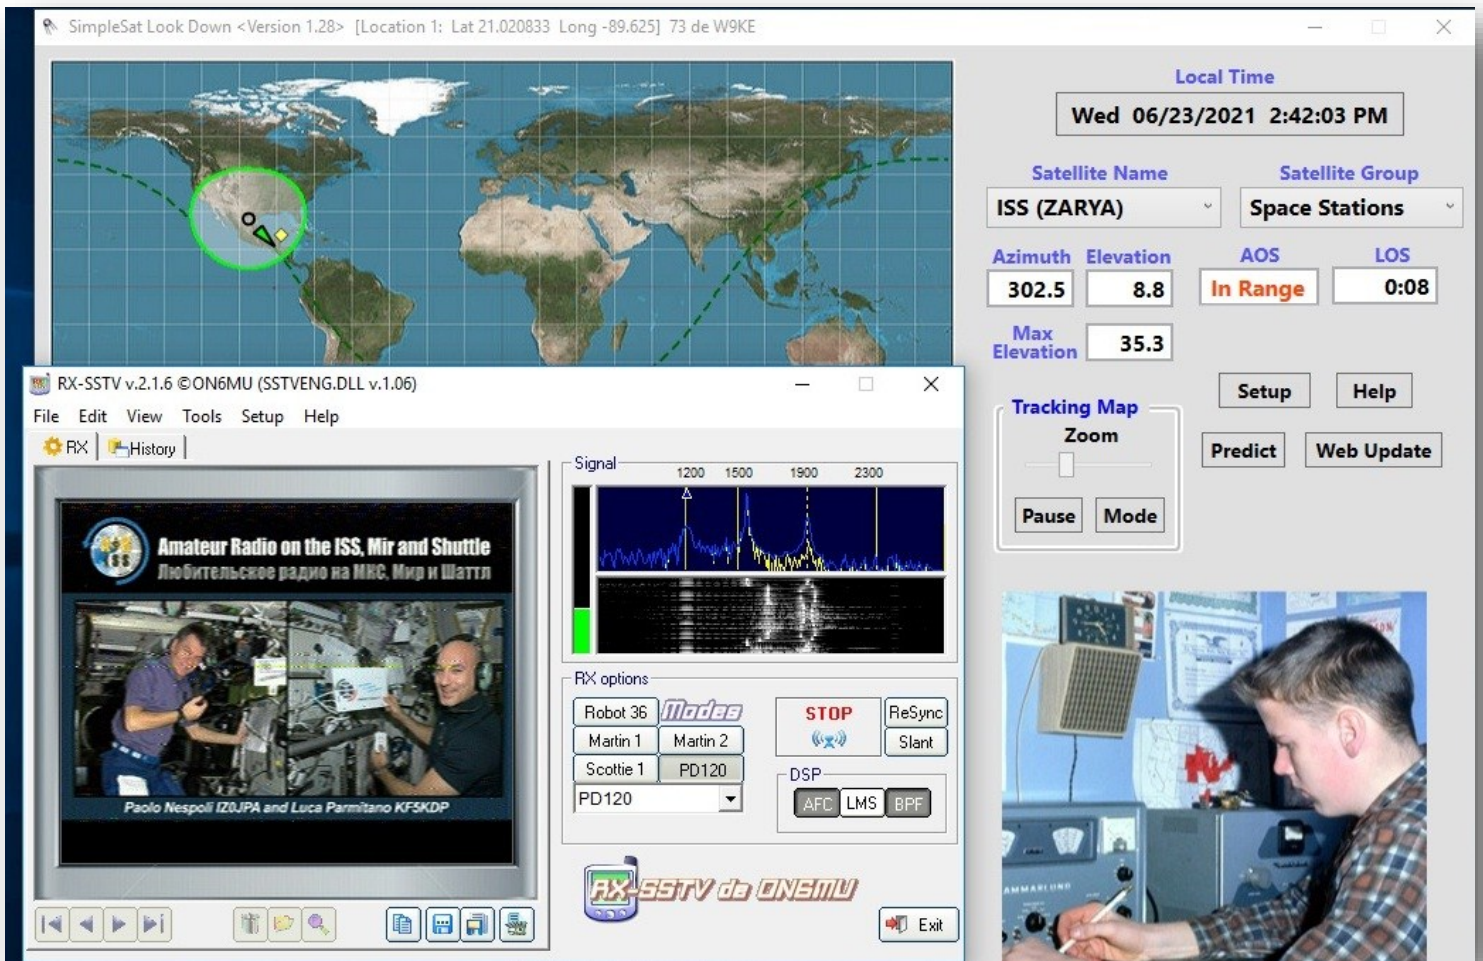 SimpleSat Look Down <Version 1.28> [Location 1: Lat 21.020833 Long -89.625] 73 de W9KE
Local Time
Wed 06/23/2021 2:42:03 PM
Satellite Name
Satellite Group
ISS (ZARYA)
Space Stations
Azimuth Elevation AOS LOS
302.5 8.8 In Range 0:08
Max
Elevation
35.3
Setup Help
Tracking Map
Zoom
Predict Web Update
Pause Mode
RX-SSTV v.2.1.6 ©ON6MU (SSTVENG.DLL v.1.06)
File Edit View Tools Setup Help
RX History
Signal
1200 1500 1900 2300
ISS
Amateur Radio on the ISS, Mir and Shuttle
Любительское радио на МКС, Мир и Шаттл
Paolo Nespoli IZ0JPA and Luca Parmitano KF5KDP
RX options
Robot 36 Modes
Martin 1 Martin 2
Scottie 1 PD120
PD120
STOP
ReSync
Slant
DSP
AFC LMS BPF
RX-SSTV de ON6MU
Exit
AMMARLUND